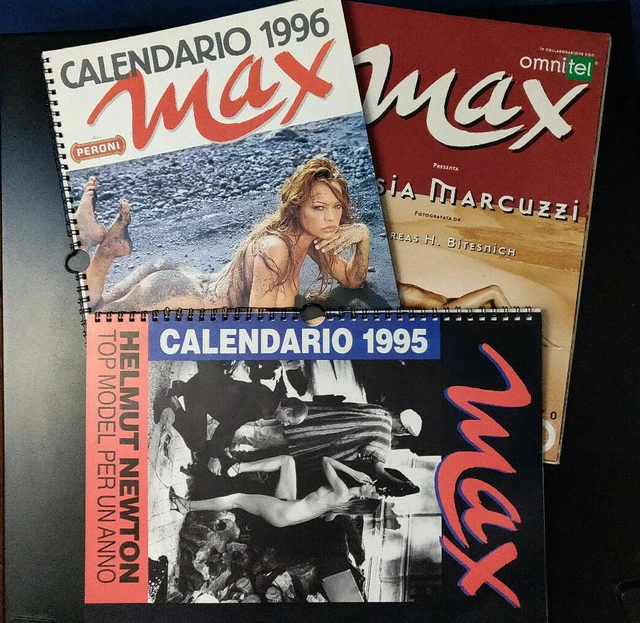 CALENDARIO 1996
max
PERONI
IN COLLABORAZIONE CON
omnitel
max
PRESENTA
SIA MARCUZZI
FOTOGRAFATA DA
REAS H. BITESNICH
0
CALENDARIO 1995
HELMUT NEWTON
TOP MODEL PER UN ANNO
max